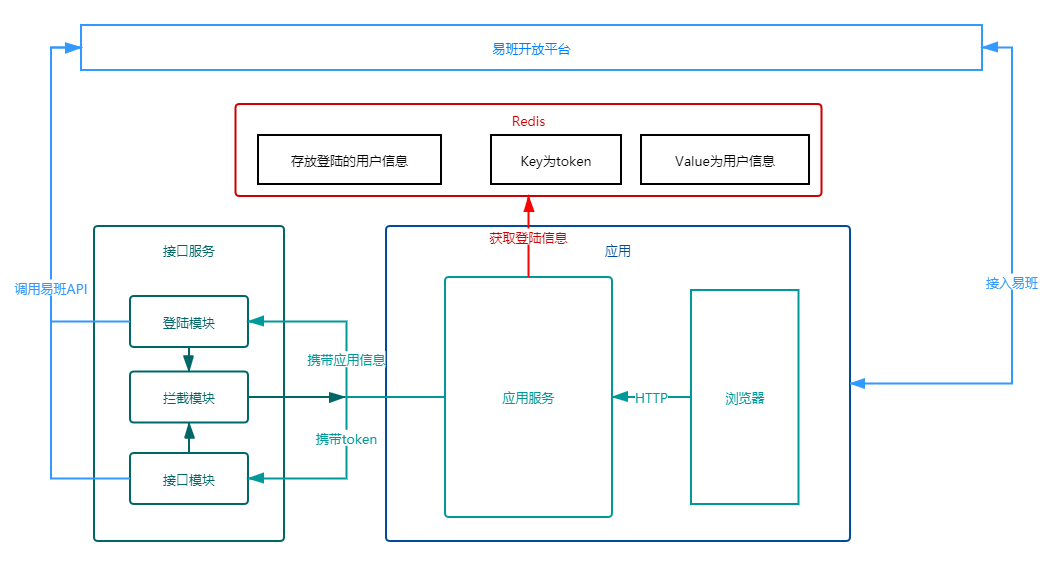 易班开放平台
Redis
存放登陆的用户信息
Key为token
Value为用户信息
获取登陆信息
接口服务
应用
调用易班API
接入易班
登陆模块
携带应用信息
拦截模块
应用服务
HTTP
浏览器
携带token
接口模块